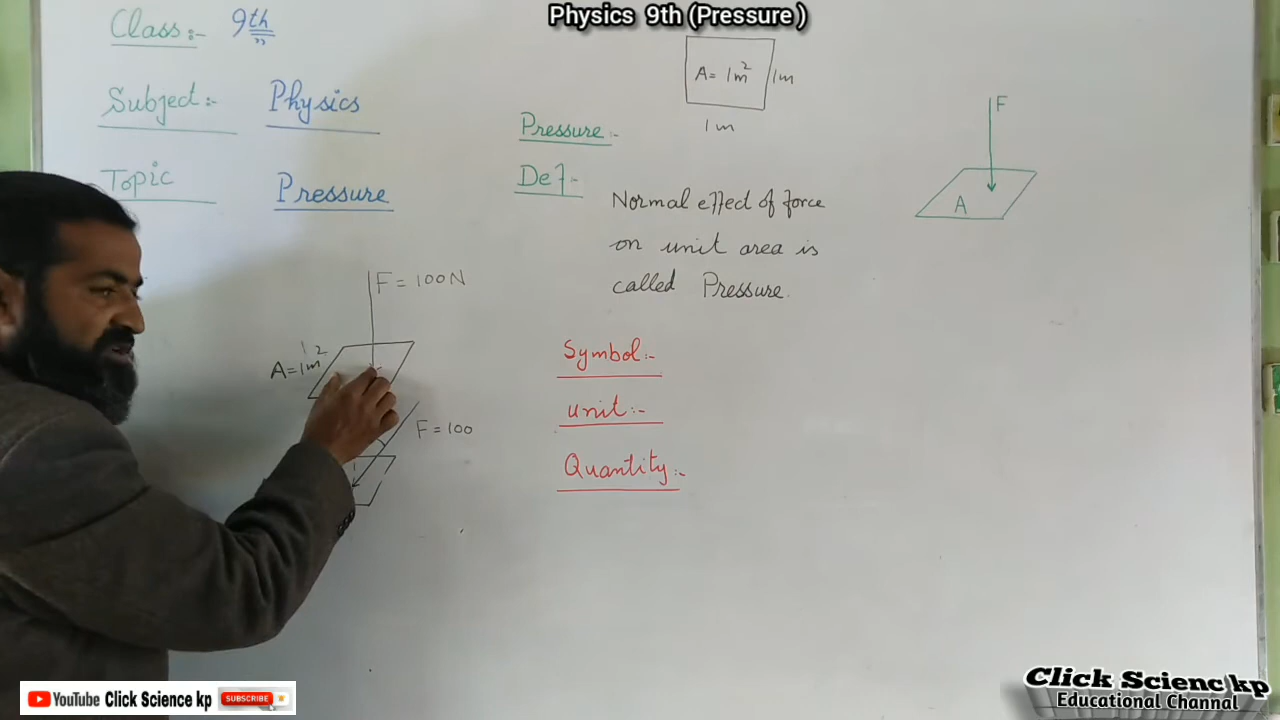 Physics 9th (Pressure )
Class:- 9th
Subject:- Physics
Topic Pressure
A= 1m²
1m
1m
Pressure:-
Def:-
Normal effect of force
on unit area is
called Pressure.
F
A
F = 100N
A=1m²
F = 100
Symbol:-
unit:-
Quantity:-
YouTube Click Science kp SUBSCRIBE
Click Scienc kp
Educational Channal